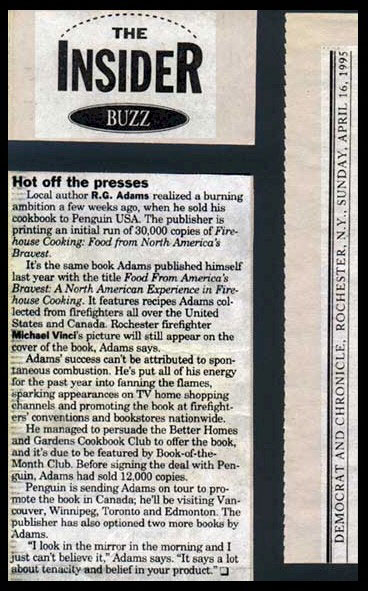 THE
INSIDER
BUZZ
Hot off the presses
Local author R.G. Adams realized a burning
ambition a few weeks ago, when he sold his
cookbook to Penguin USA. The publisher is
printing an initial run of 30,000 copies of Fire-
house Cooking: Food from North America's
Bravest.
It's the same book Adams published himself
last year with the title Food From America's
Bravest: A North American Experience in Fire-
house Cooking. It features recipes Adams col-
lected from firefighters all over the United
States and Canada. Rochester firefighter
Michael Vinci's picture will still appear on the
cover of the book, Adams says.
Adams' success can't be attributed to spon-
taneous combustion. He's put all of his energy
for the past year into fanning the flames,
sparking appearances on TV home shopping
channels and promoting the book at firefight-
ers' conventions and bookstores nationwide.
He managed to persuade the Better Homes
and Gardens Cookbook Club to offer the book,
and it's due to be featured by Book-of-the-
Month Club. Before signing the deal with Pen-
guin, Adams had sold 12,000 copies.
Penguin is sending Adams on tour to pro-
mote the book in Canada; he'll be visiting Van-
couver, Winnipeg, Toronto and Edmonton. The
publisher has also optioned two more books by
Adams.
"I look in the mirror in the morning and I
just can't believe it," Adams says. "It says a lot
about tenacity and belief in your product."
DEMOCRAT AND CHRONICLE, ROCHESTER, N.Y., SUNDAY, APRIL 16, 1995